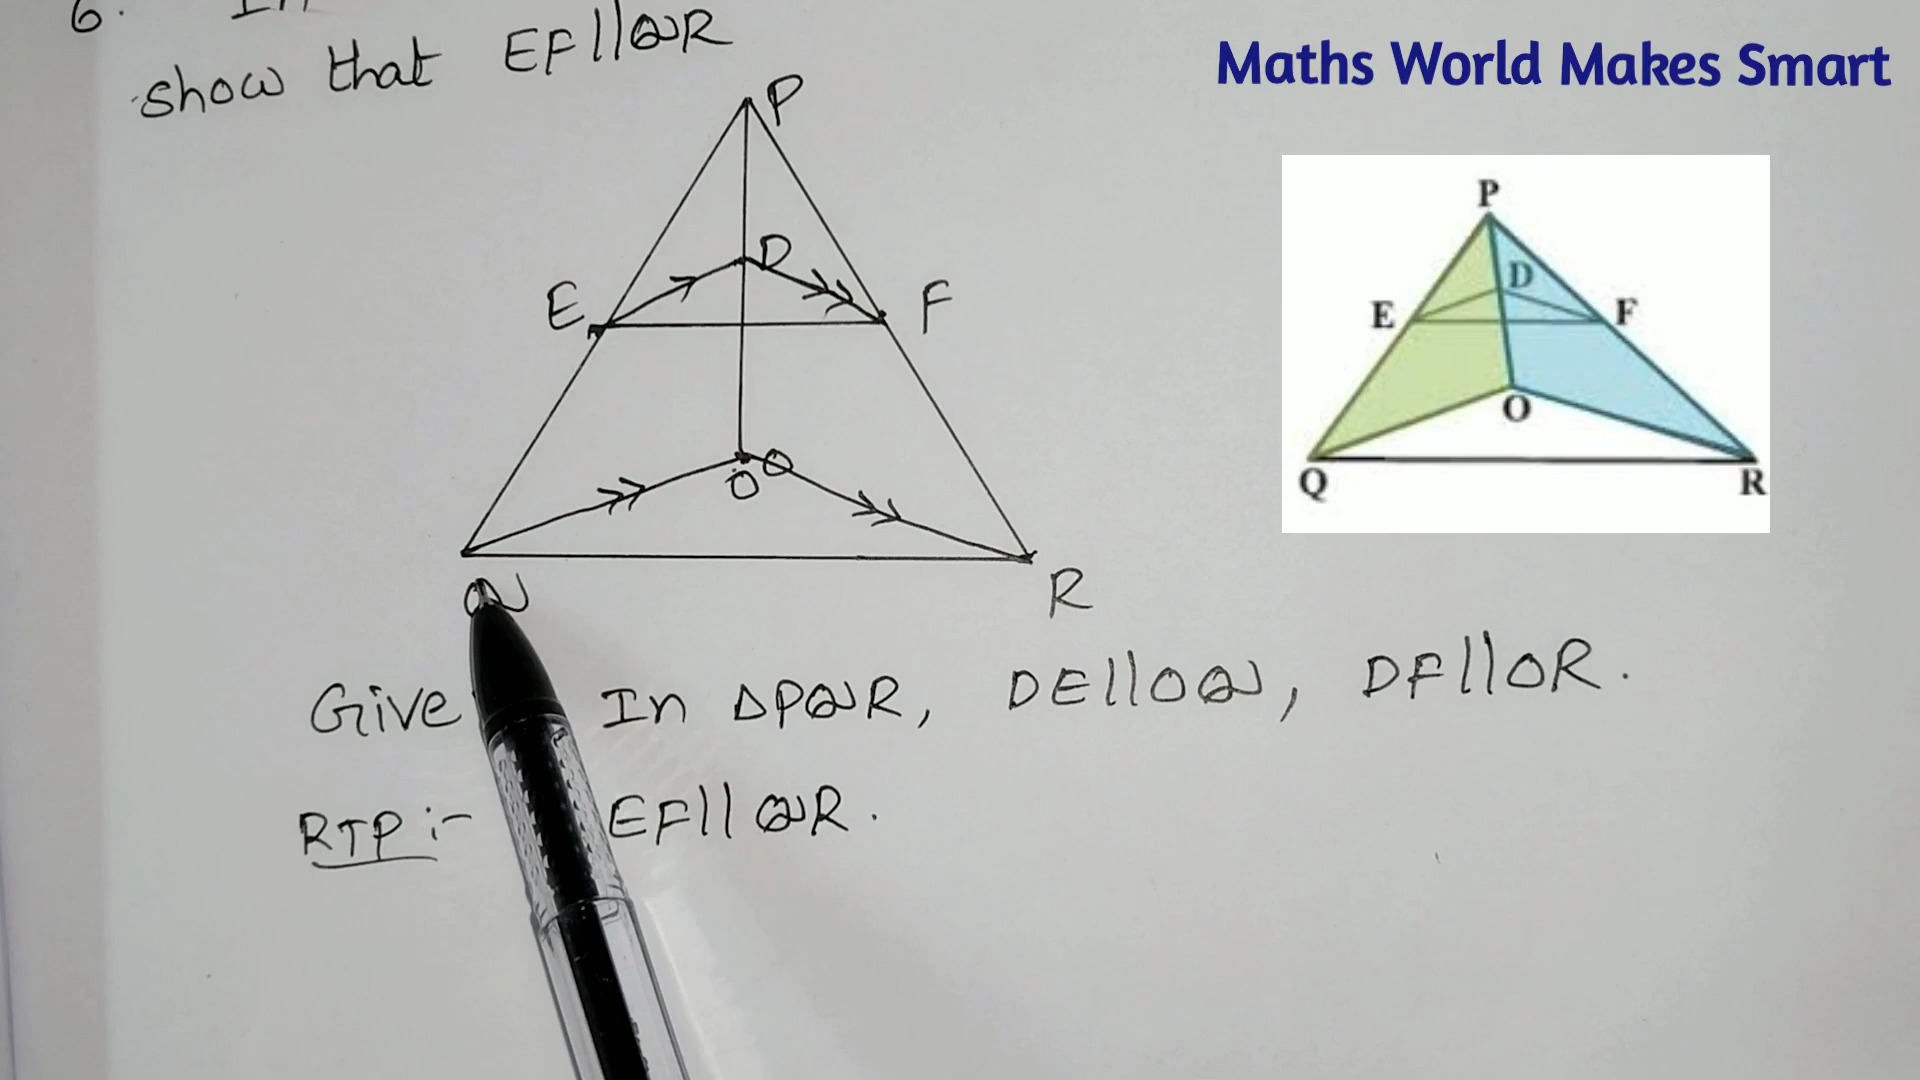 6.
show that EF||QR
Maths World Makes Smart
P
D
E
F
O
O
Q
R
P
D
E
F
O
Q
R
Give In ΔPQR, DE||OQ, DF||OR.
RTP:- EF||QR.